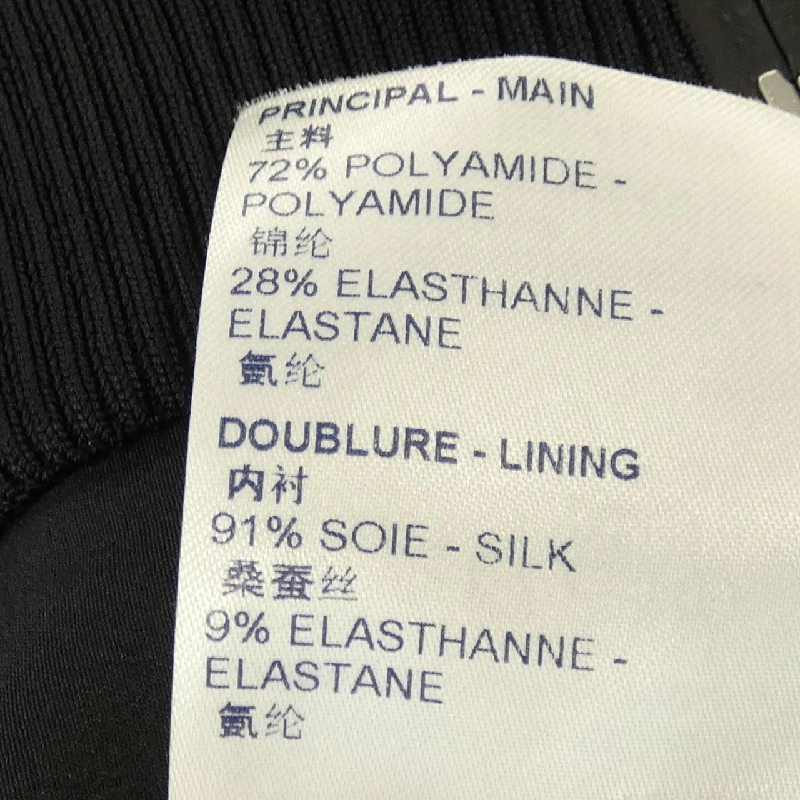 PRINCIPAL - MAIN
主料
72% POLYAMIDE -
POLYAMIDE
锦纶
28% ELASTHANNE -
ELASTANE
氨纶
DOUBLURE - LINING
内衬
91% SOIE - SILK
桑蚕丝
9% ELASTHANNE -
ELASTANE
氨纶